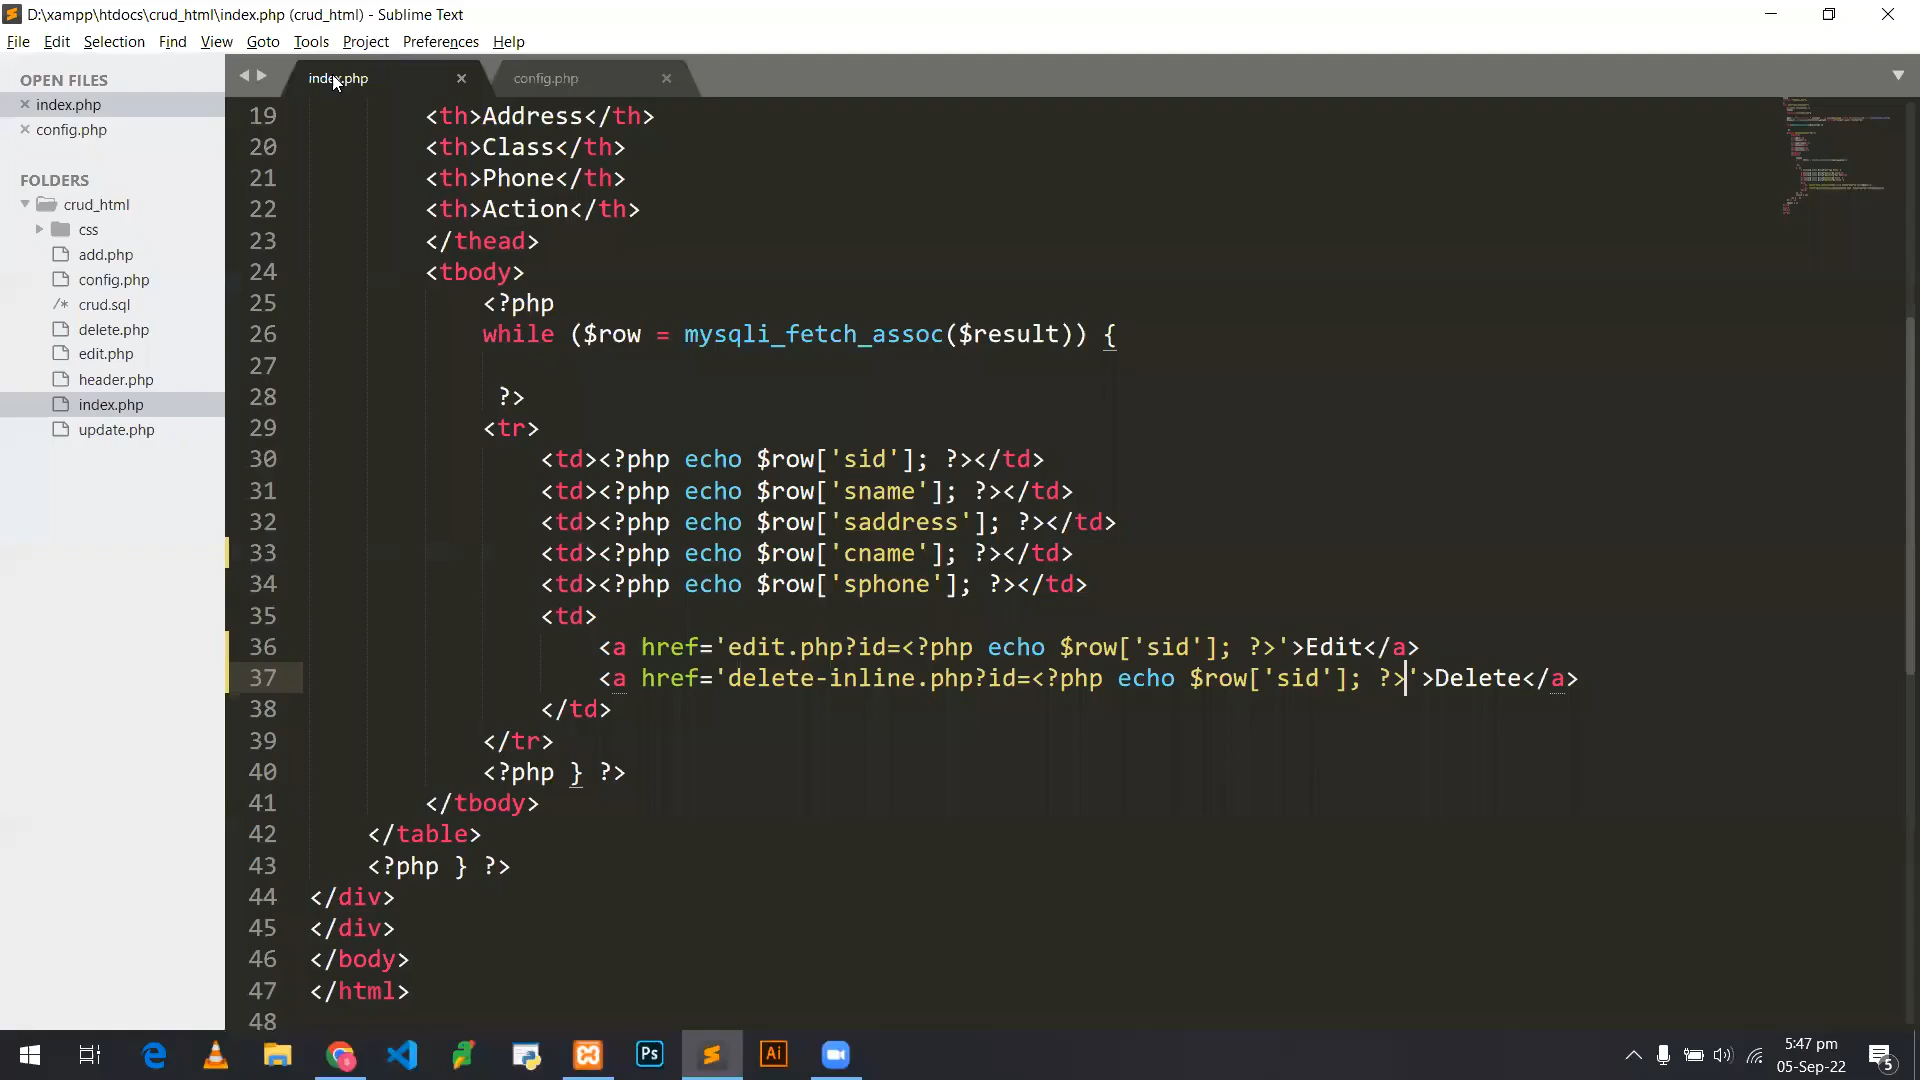 D:\xampp\htdocs\crud_html\index.php (crud_html) - Sublime Text
File Edit Selection Find View Goto Tools Project Preferences Help
OPEN FILES
index.php
config.php
FOLDERS
crud_html
css
add.php
config.php
/* crud.sql
delete.php
edit.php
header.php
index.php
update.php
index.php config.php
19 <th>Address</th>
20 <th>Class</th>
21 <th>Phone</th>
22 <th>Action</th>
23 </thead>
24 <tbody>
25 <?php
26 while ($row = mysqli_fetch_assoc($result)) {
27
28 ?>
29 <tr>
30 <td><?php echo $row['sid']; ?></td>
31 <td><?php echo $row['sname']; ?></td>
32 <td><?php echo $row['saddress']; ?></td>
33 <td><?php echo $row['cname']; ?></td>
34 <td><?php echo $row['sphone']; ?></td>
35 <td>
36 <a href='edit.php?id=<?php echo $row['sid']; ?>'>Edit</a>
37 <a href='delete-inline.php?id=<?php echo $row['sid']; ?>'>Delete</a>
38 </td>
39 </tr>
40 <?php } ?>
41 </tbody>
42 </table>
43 <?php } ?>
44 </div>
45 </div>
46 </body>
47 </html>
48
Ps
Ai
5:47 pm
05-Sep-22
5